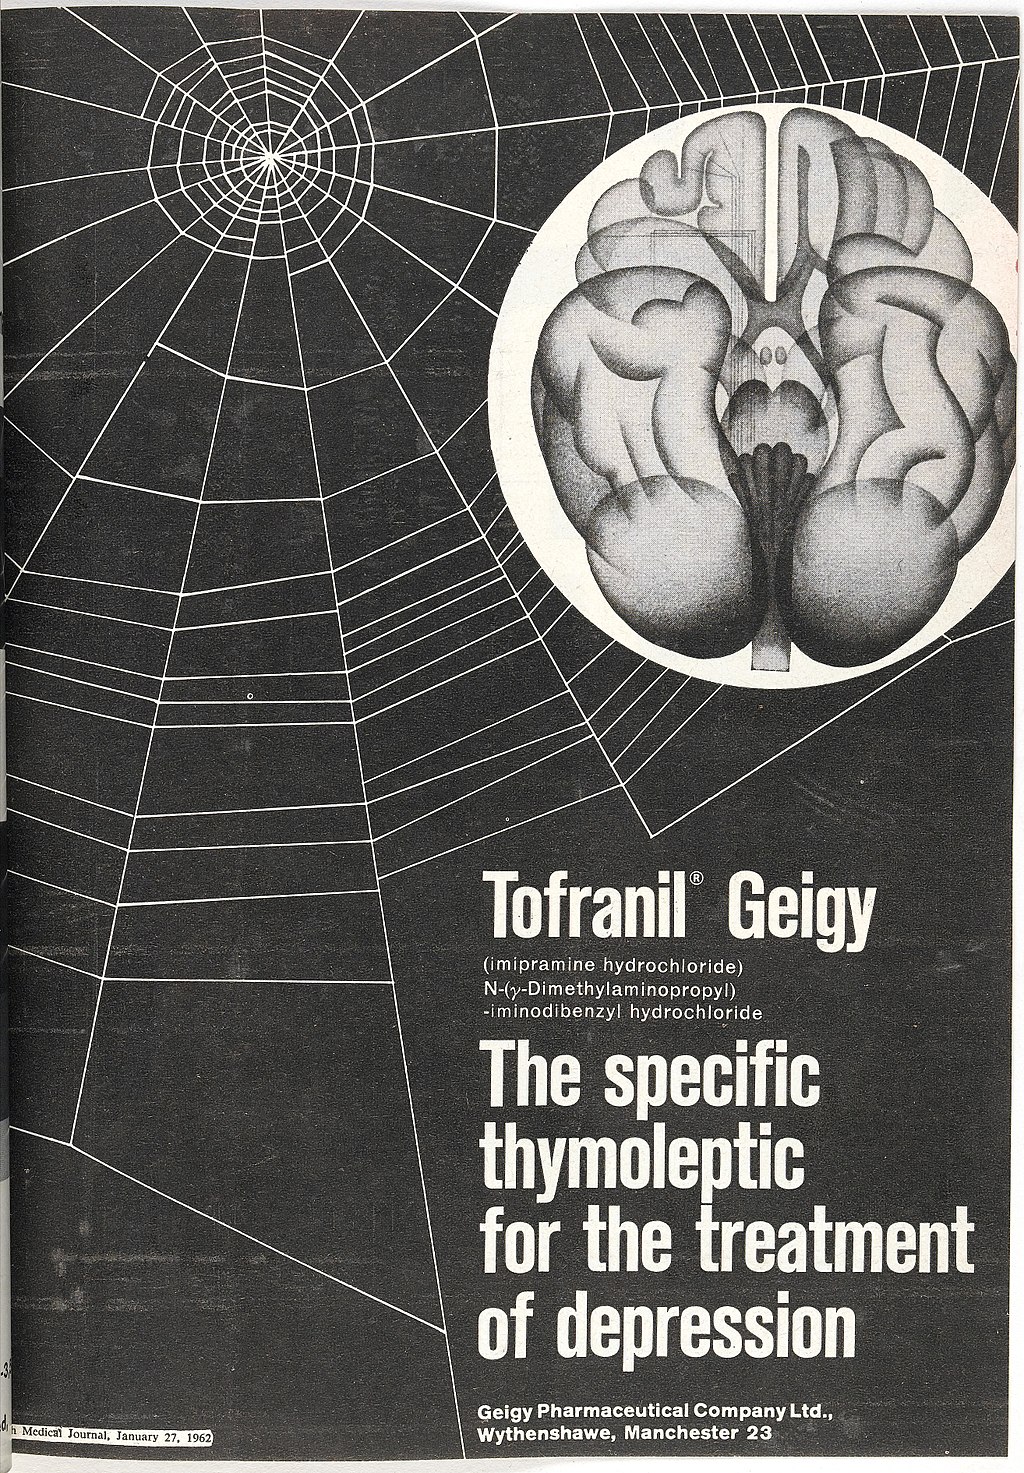 Tofranil® Geigy
(imipramine hydrochloride)
N-(γ-Dimethylaminopropyl)
-iminodibenzyl hydrochloride
The specific
thymoleptic
for the treatment
of depression
Geigy Pharmaceutical Company Ltd.,
Wythenshawe, Manchester 23
Medical Journal, January 27, 1962